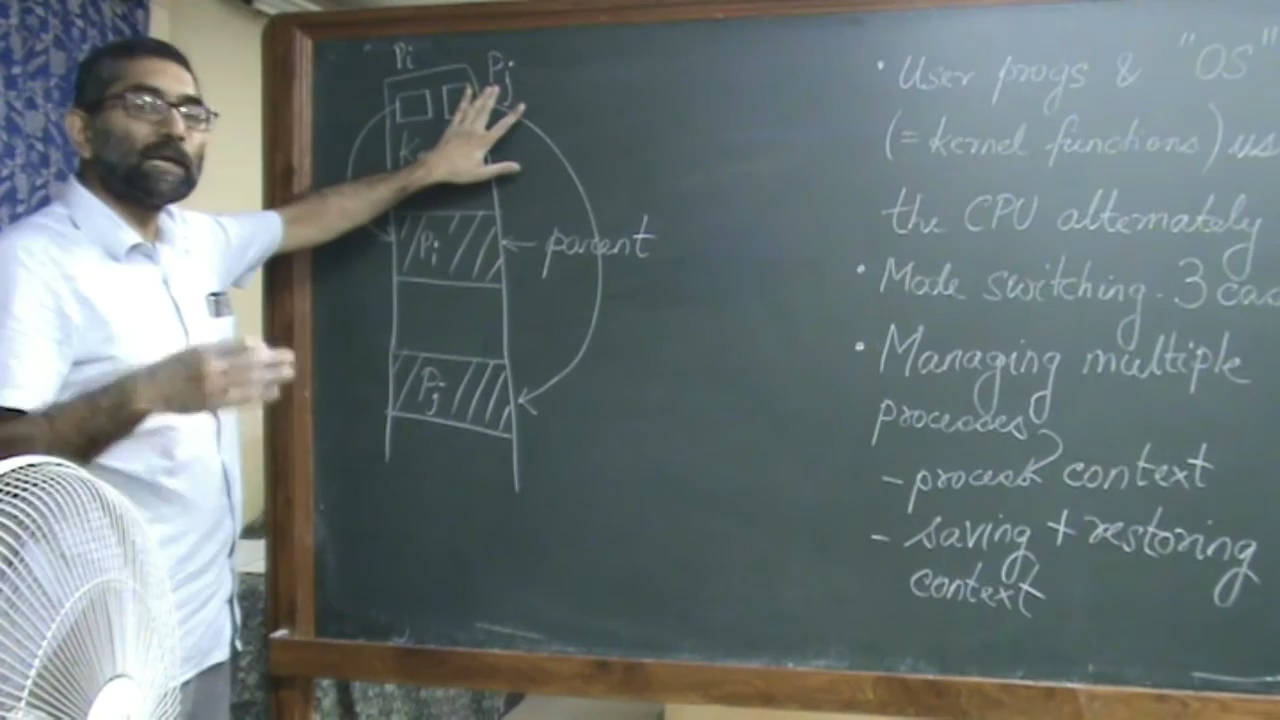 Pi
Pj
K
Pi
parent
Pj
• User progs & "OS"
(= kernel functions) us
the CPU alternately
• Mode switching. 3 cas
• Managing multiple
processes?
- process context
- saving + restoring
context